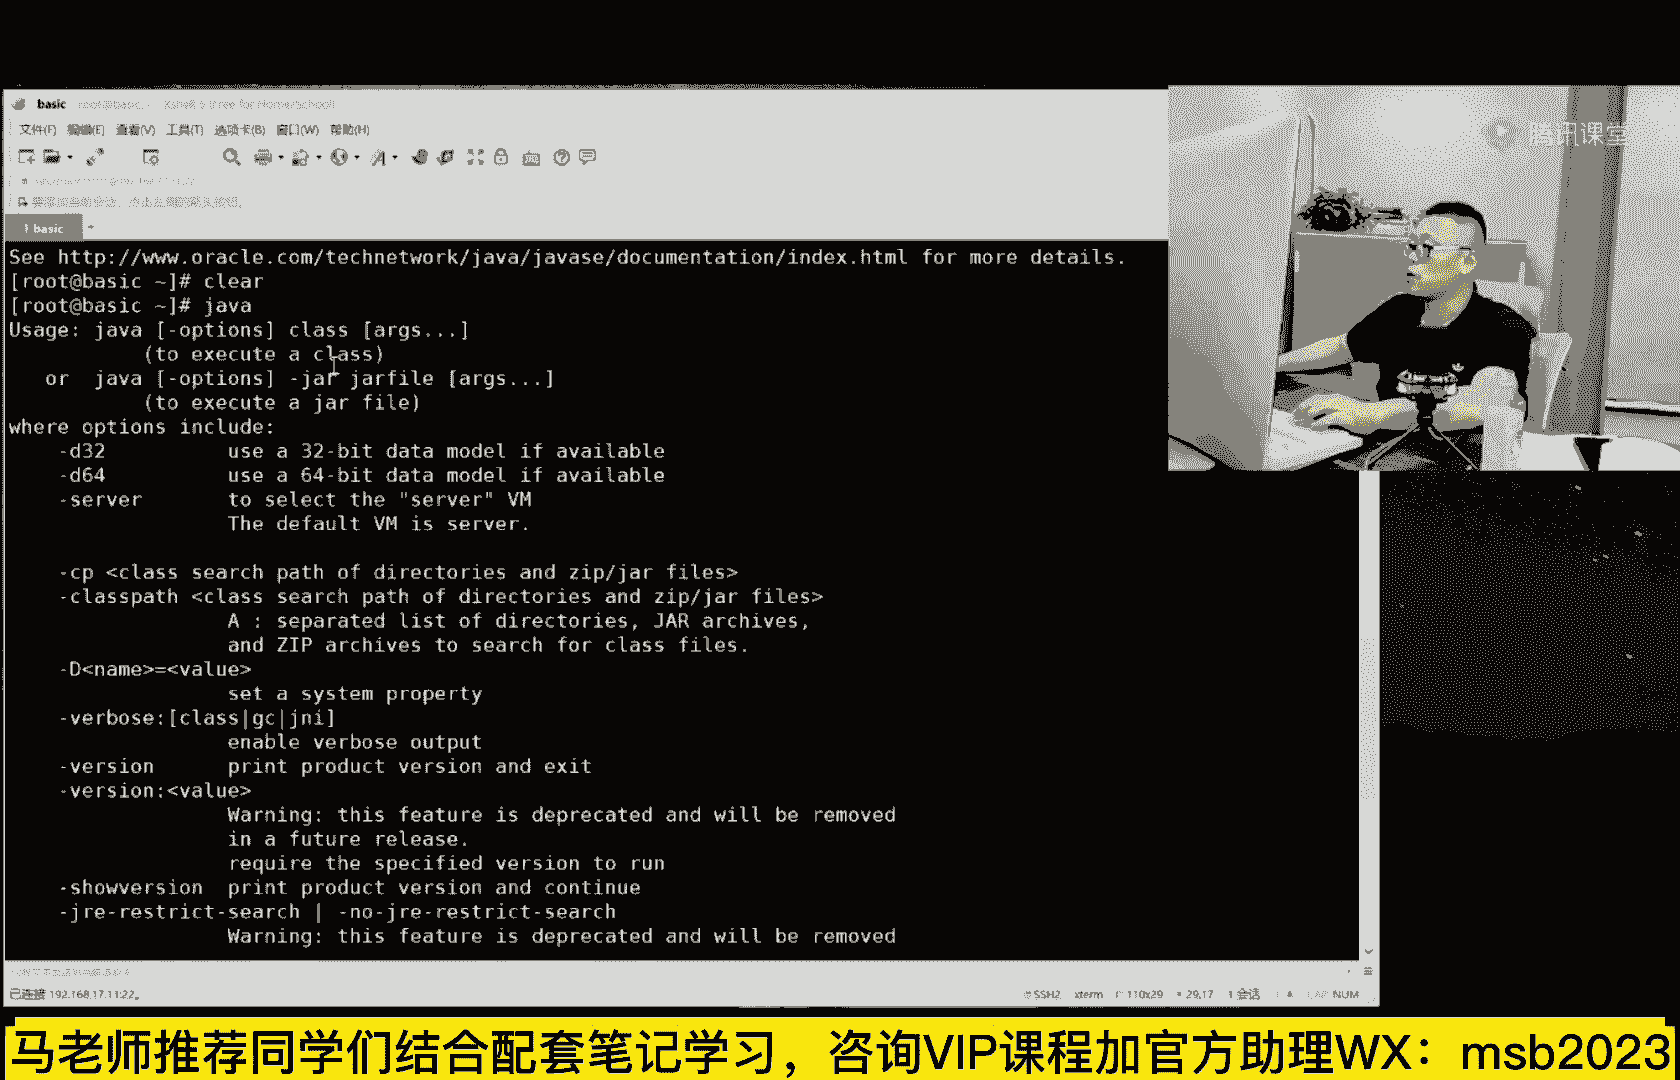 basic
文件(F) 编辑(E) 查看(V) 工具(T) 选项卡(B) 窗口(W) 帮助(H)
1 basic
腾讯课堂
See http://www.oracle.com/technetwork/java/javase/documentation/index.html for more details.
[root@basic ~]# clear
[root@basic ~]# java
Usage: java [-options] class [args...]
(to execute a class)
or java [-options] -jar jarfile [args...]
(to execute a jar file)
where options include:
-d32 use a 32-bit data model if available
-d64 use a 64-bit data model if available
-server to select the "server" VM
The default VM is server.
-cp <class search path of directories and zip/jar files>
-classpath <class search path of directories and zip/jar files>
A : separated list of directories, JAR archives,
and ZIP archives to search for class files.
-D<name>=<value>
set a system property
-verbose:[class|gc|jni]
enable verbose output
-version print product version and exit
-version:<value>
Warning: this feature is deprecated and will be removed
in a future release.
require the specified version to run
-showversion print product version and continue
-jre-restrict-search | -no-jre-restrict-search
Warning: this feature is deprecated and will be removed
已连接 192.168.17.11:22。
SSH2 xterm 110x29 29,17 1 会话 NUM
马老师推荐同学们结合配套笔记学习，咨询VIP课程加官方助理WX：msb2023